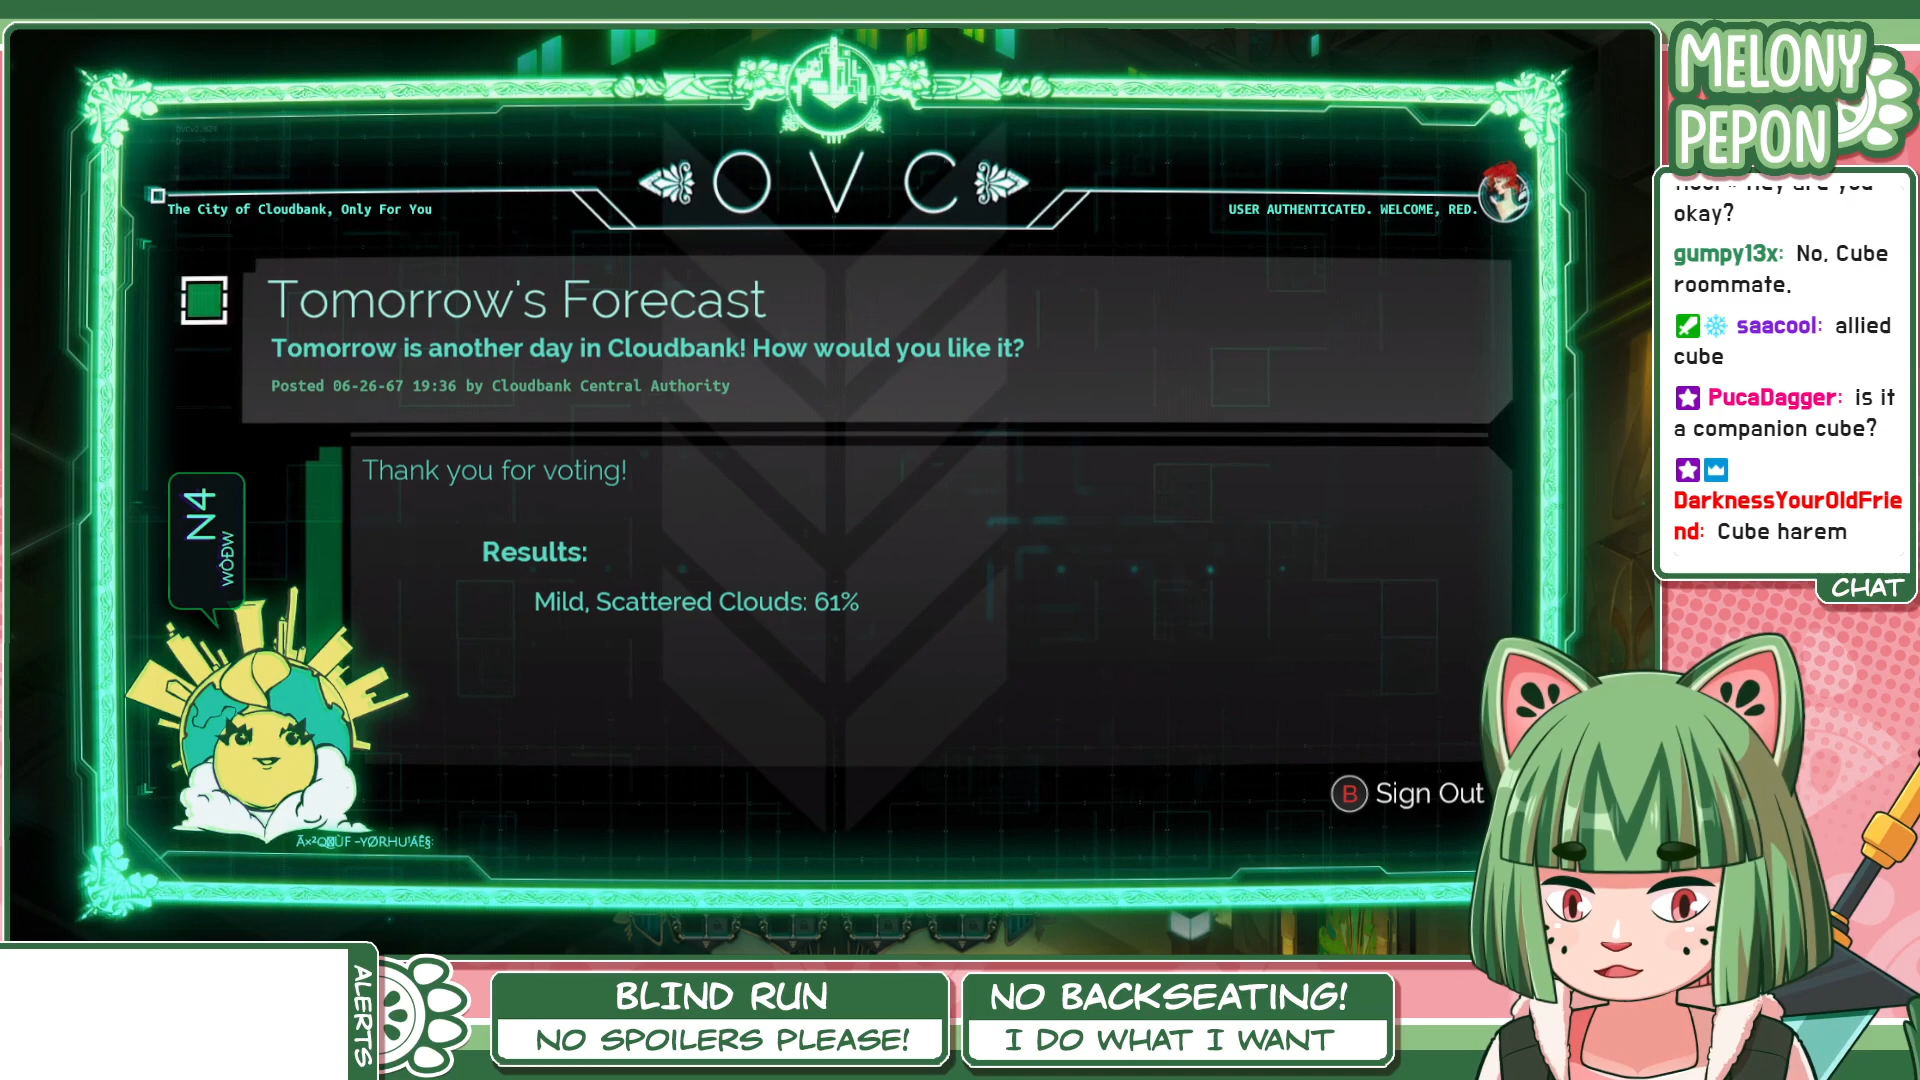 MELONY
PEPON
OVC
The City of Cloudbank, Only For You
USER AUTHENTICATED. WELCOME, RED.
Tomorrow's Forecast
Tomorrow is another day in Cloudbank! How would you like it?
Posted 06-26-67 19:36 by Cloudbank Central Authority
Thank you for voting!
Results:
Mild, Scattered Clouds: 61%
N4
B Sign Out
okay?
gumpy13x: No, Cube
roommate.
saacool: allied
cube
PucaDagger: is it
a companion cube?
DarknessYourOldFrie
nd: Cube harem
CHAT
ALERTS
BLIND RUN
NO SPOILERS PLEASE!
NO BACKSEATING!
I DO WHAT I WANT